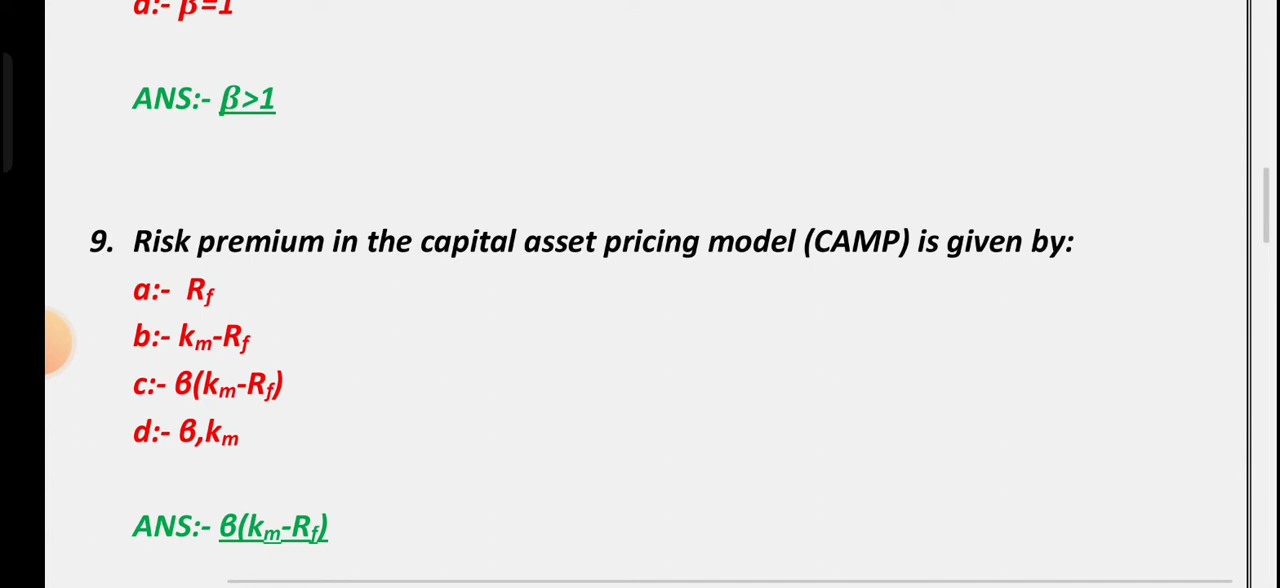 d:- β=1
ANS:- β>1
9. Risk premium in the capital asset pricing model (CAMP) is given by:
a:- Rf
b:- km-Rf
c:- β(km-Rf)
d:- β,km
ANS:- β(km-Rf)